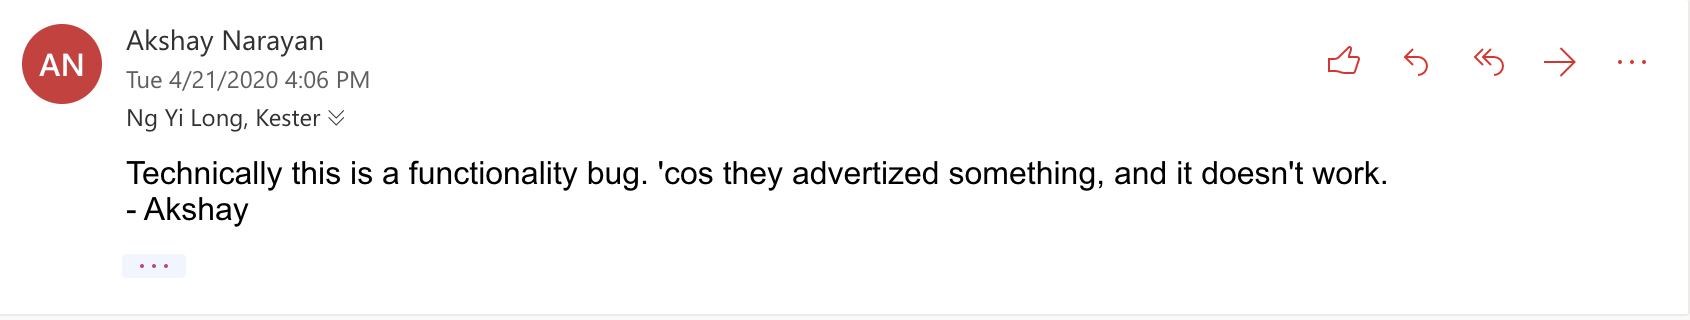 AN
Akshay Narayan
Tue 4/21/2020 4:06 PM
Ng Yi Long, Kester
Technically this is a functionality bug. 'cos they advertized something, and it doesn't work.
- Akshay